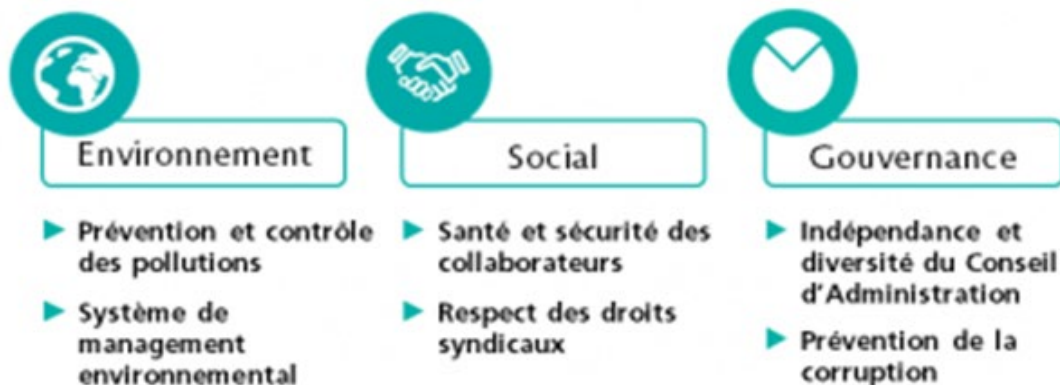 Environnement
Prévention et contrôle
des pollutions
Système de
management
environnemental
Social
Santé et sécurité des
collaborateurs
Respect des droits
syndicaux
Gouvernance
Indépendance et
diversité du Conseil
d'Administration
Prévention de la
corruption